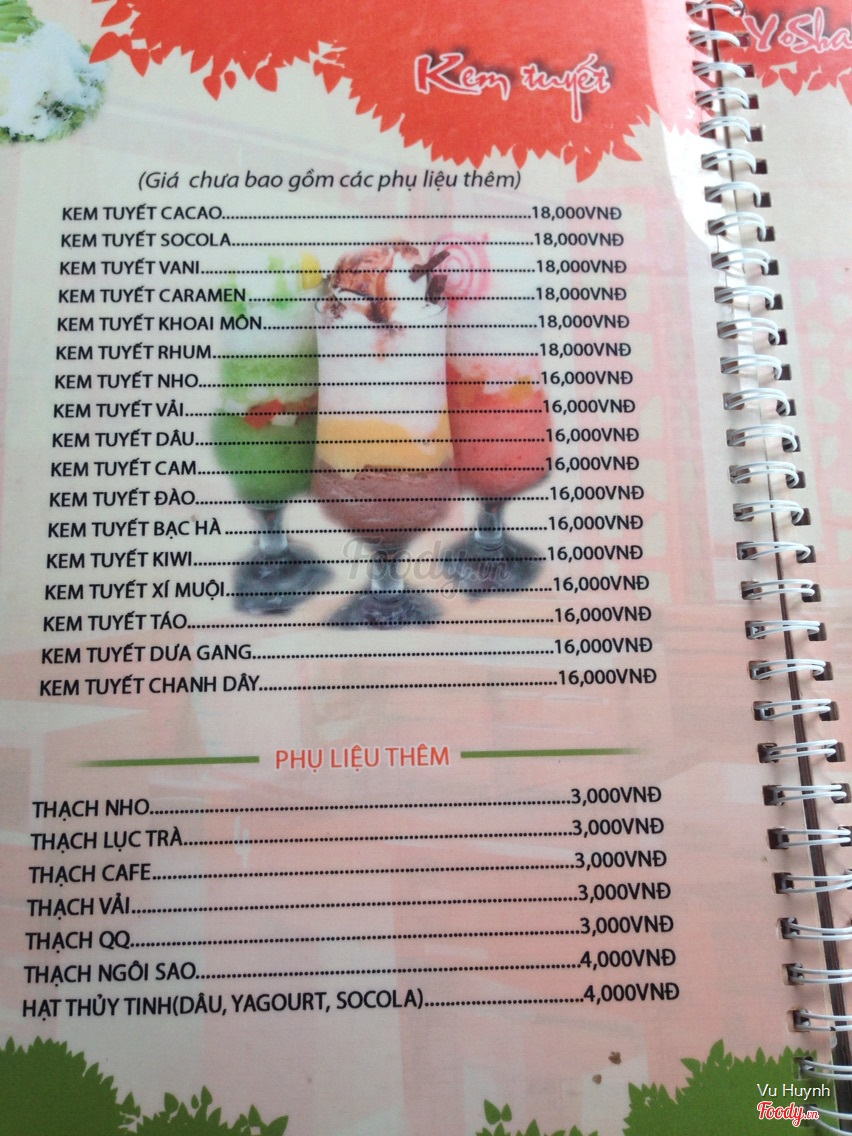 Kem tuyết
YoSha
(Giá chưa bao gồm các phụ liệu thêm)
KEM TUYẾT CACAO..........18,000VNĐ
KEM TUYẾT SOCOLA..........18,000VNĐ
KEM TUYẾT VANI..........18,000VNĐ
KEM TUYẾT CARAMEN..........18,000VNĐ
KEM TUYẾT KHOAI MÔN..........18,000VNĐ
KEM TUYẾT RHUM..........18,000VNĐ
KEM TUYẾT NHO..........16,000VNĐ
KEM TUYẾT VẢI..........16,000VNĐ
KEM TUYẾT DÂU..........16,000VNĐ
KEM TUYẾT CAM..........16,000VNĐ
KEM TUYẾT ĐÀO..........16,000VNĐ
KEM TUYẾT BẠC HÀ..........16,000VNĐ
KEM TUYẾT KIWI..........16,000VNĐ
KEM TUYẾT XÍ MUỘI..........16,000VNĐ
KEM TUYẾT TÁO..........16,000VNĐ
KEM TUYẾT DƯA GANG..........16,000VNĐ
KEM TUYẾT CHANH DÂY..........16,000VNĐ
Foody.vn
PHỤ LIỆU THÊM
THẠCH NHO..........3,000VNĐ
THẠCH LỤC TRÀ..........3,000VNĐ
THẠCH CAFE..........3,000VNĐ
THẠCH VẢI..........3,000VNĐ
THẠCH QQ..........3,000VNĐ
THẠCH NGÔI SAO..........4,000VNĐ
HẠT THỦY TINH(DÂU, YAGOURT, SOCOLA)..........4,000VNĐ
Vu Huynh
Foody.vn